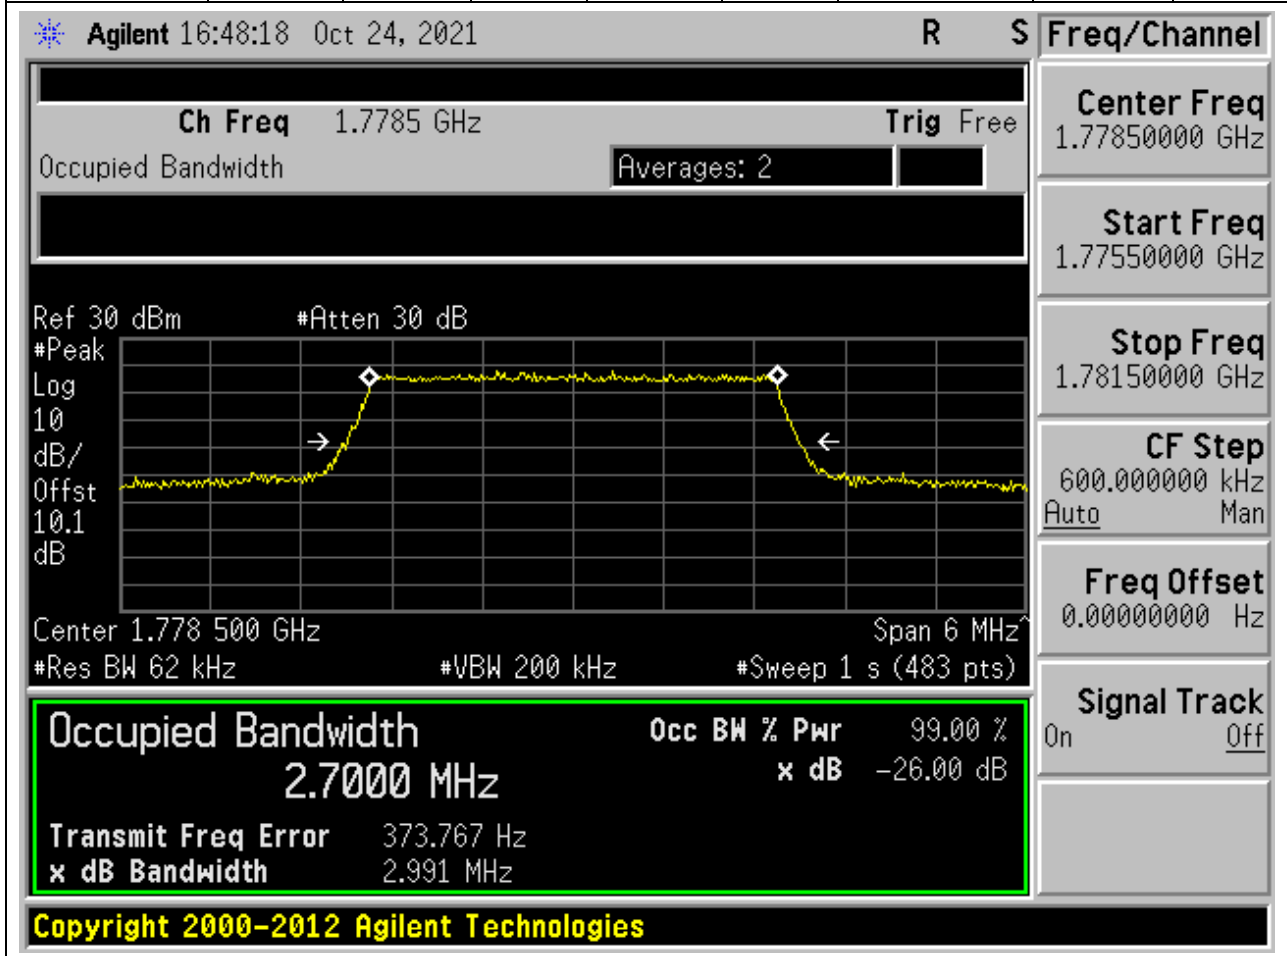 Agilent 16:48:18 Oct 24, 2021 R S
Freq/Channel
Ch Freq 1.7785 GHz Trig Free
Occupied Bandwidth Averages: 2
Ref 30 dBm #Atten 30 dB
#Peak
Log
10
dB/
Offst
10.1
dB
Center 1.778 500 GHz Span 6 MHz^
#Res BW 62 kHz #VBW 200 kHz #Sweep 1 s (483 pts)
Occupied Bandwidth
2.7000 MHz
Occ BW % Pwr 99.00 %
x dB -26.00 dB
Transmit Freq Error 373.767 Hz
x dB Bandwidth 2.991 MHz
Center Freq
1.77850000 GHz
Start Freq
1.77550000 GHz
Stop Freq
1.78150000 GHz
CF Step
600.000000 kHz
Auto Man
Freq Offset
0.00000000 Hz
Signal Track
On Off
Copyright 2000-2012 Agilent Technologies